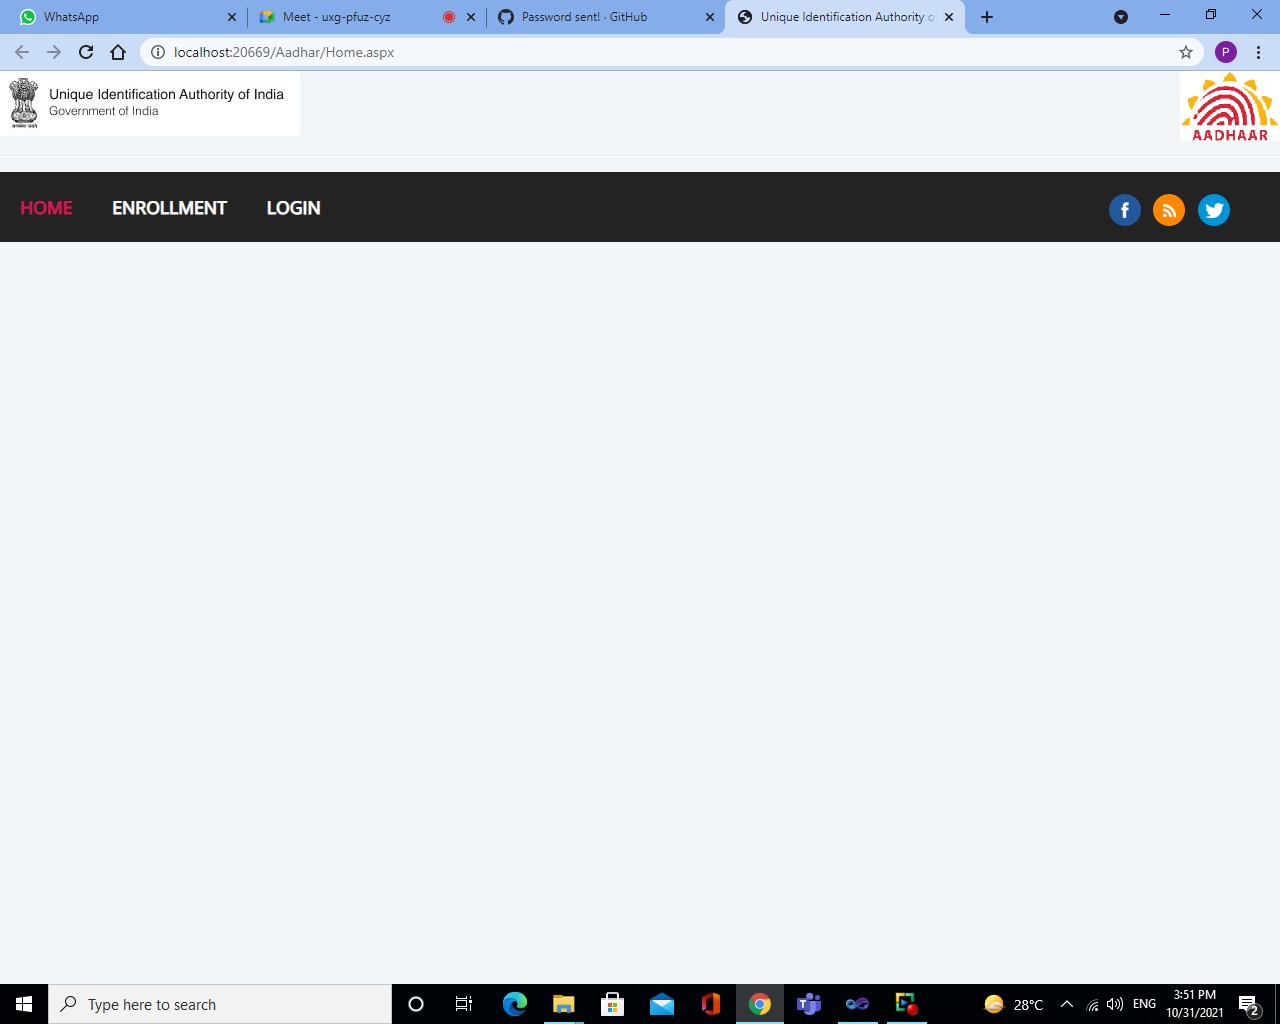 WhatsApp
Meet - uxg-pfuz-cyz
Password sent! · GitHub
Unique Identification Authority o
localhost:20669/Aadhar/Home.aspx
P
Unique Identification Authority of India
Government of India
AADHAAR
HOME ENROLLMENT LOGIN
Type here to search
28°C
ENG
3:51 PM
10/31/2021
2